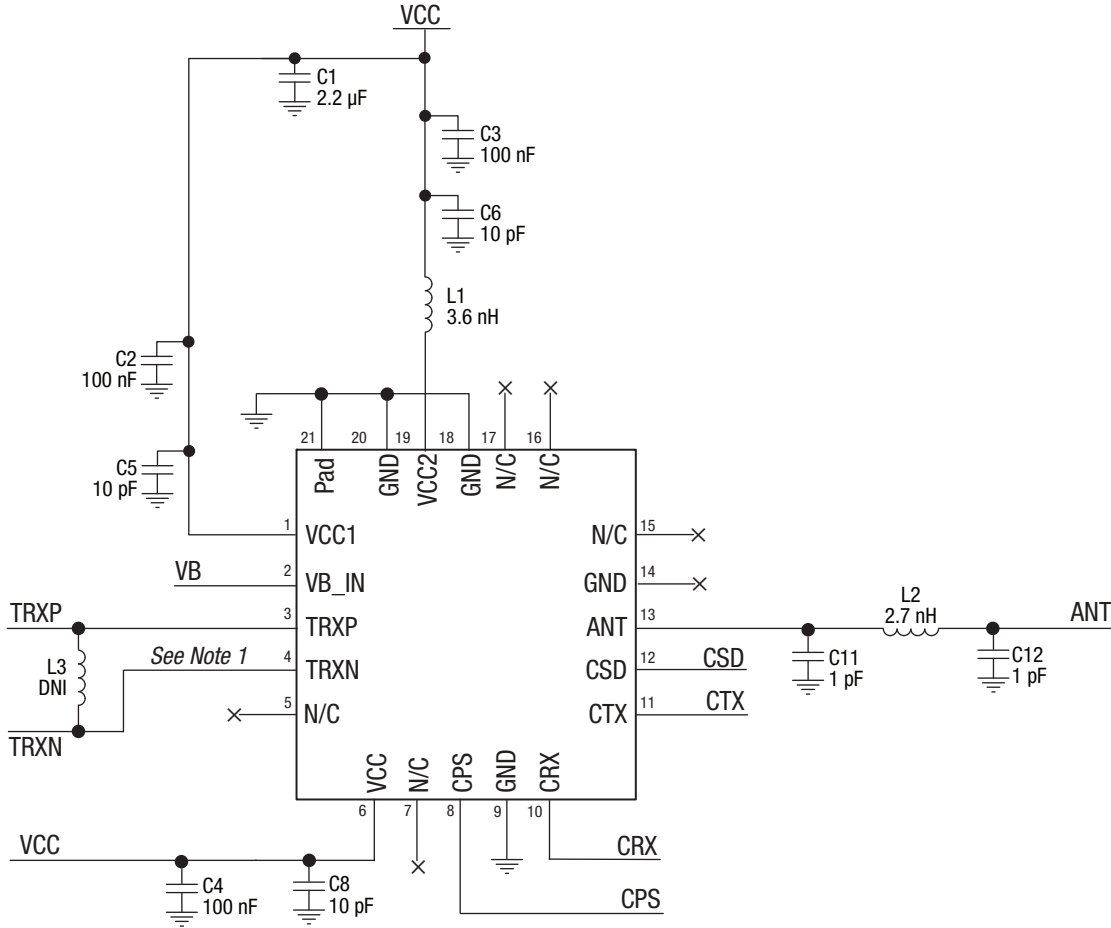 VCC
C1
2.2 µF
C3
100 nF
C6
10 pF
L1
3.6 nH
C2
100 nF
C5
10 pF
21
20
19
18
17
16
Pad
GND
VCC2
GND
N/C
N/C
1
VCC1
N/C
15
VB
2
VB_IN
GND
14
TRXP
3
TRXP
ANT
13
L2
2.7 nH
ANT
L3
DNI
See Note 1
4
TRXN
CSD
12
CSD
C11
1 pF
C12
1 pF
5
N/C
CTX
11
CTX
TRXN
VCC
N/C
CPS
GND
CRX
6
7
8
9
10
VCC
CRX
C4
100 nF
C8
10 pF
CPS